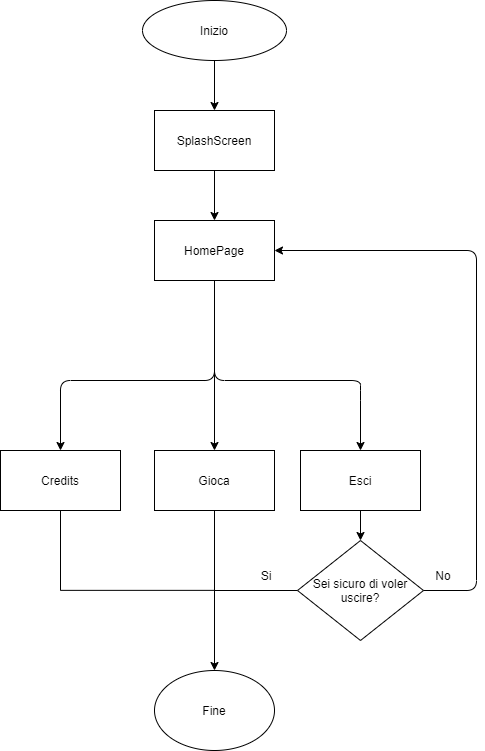 Inizio
SplashScreen
HomePage
Credits
Gioca
Esci
Si
Sei sicuro di voler
uscire?
No
Fine